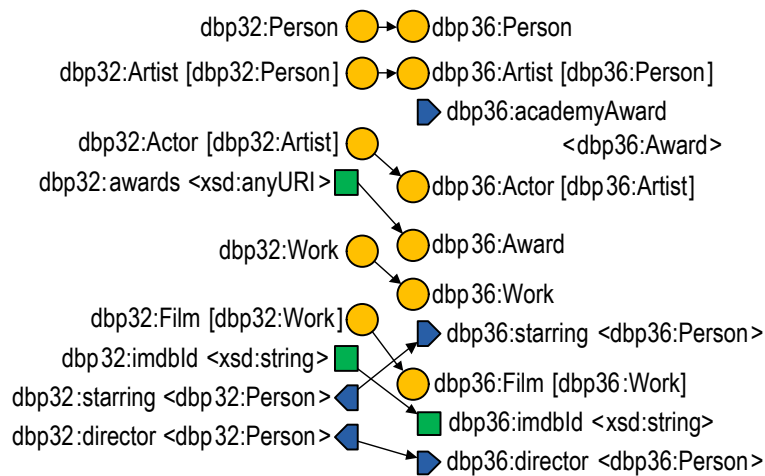 dbp32:Person dbp36:Person
dbp32:Artist [dbp32:Person] dbp36:Artist [dbp36:Person]
dbp36:academyAward
dbp32:Actor [dbp32:Artist] <dbp36:Award>
dbp32:awards <xsd:anyURI> dbp36:Actor [dbp36:Artist]
dbp32:Work dbp36:Award
dbp36:Work
dbp32:Film [dbp32:Work] dbp36:starring <dbp36:Person>
dbp32:imdbId <xsd:string>
dbp36:Film [dbp36:Work]
dbp32:starring <dbp32:Person>
dbp36:imdbId <xsd:string>
dbp32:director <dbp32:Person>
dbp36:director <dbp36:Person>